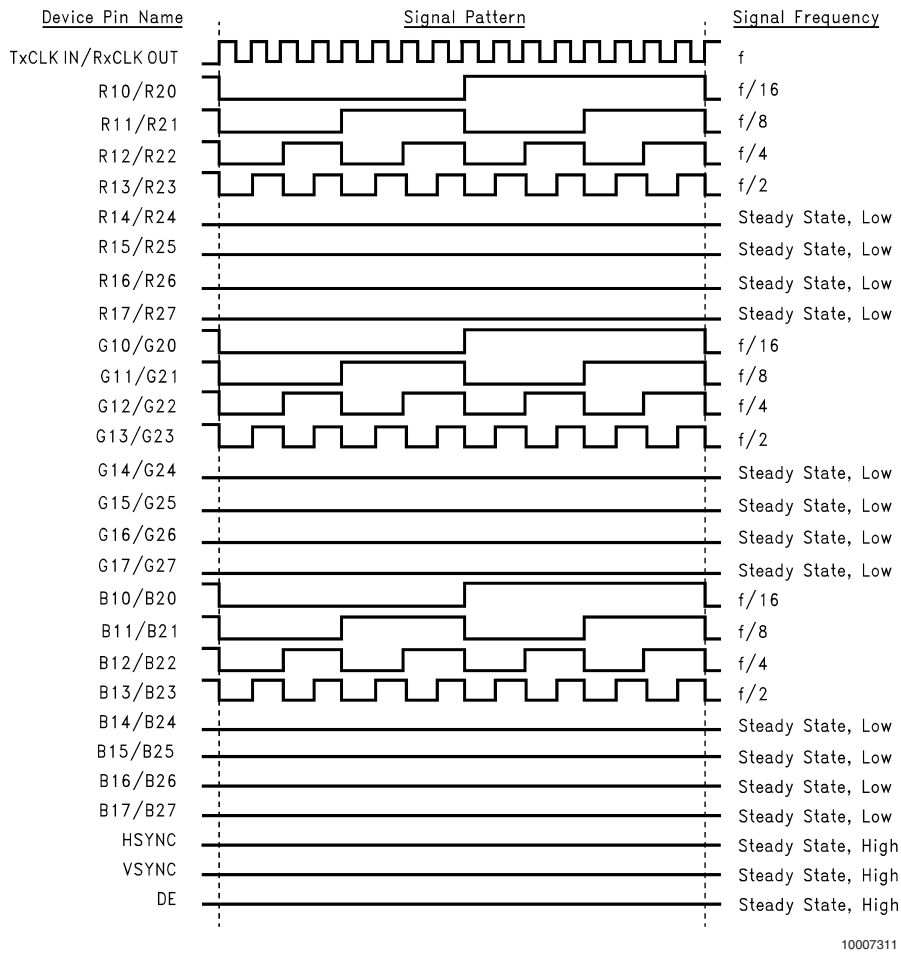 Device Pin Name Signal Pattern Signal Frequency
TxCLK IN/RxCLK OUT f
R10/R20 f/16
R11/R21 f/8
R12/R22 f/4
R13/R23 f/2
R14/R24 Steady State, Low
R15/R25 Steady State, Low
R16/R26 Steady State, Low
R17/R27 Steady State, Low
G10/G20 f/16
G11/G21 f/8
G12/G22 f/4
G13/G23 f/2
G14/G24 Steady State, Low
G15/G25 Steady State, Low
G16/G26 Steady State, Low
G17/G27 Steady State, Low
B10/B20 f/16
B11/B21 f/8
B12/B22 f/4
B13/B23 f/2
B14/B24 Steady State, Low
B15/B25 Steady State, Low
B16/B26 Steady State, Low
B17/B27 Steady State, Low
HSYNC Steady State, High
VSYNC Steady State, High
DE Steady State, High
10007311